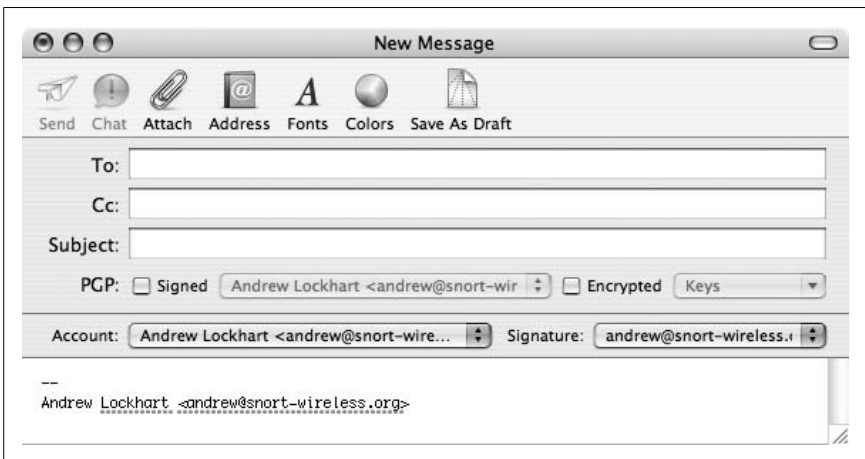 New Message
Send Chat Attach Address Fonts Colors Save As Draft
To:
Cc:
Subject:
PGP: Signed Andrew Lockhart <andrew@snort-wir Encrypted Keys
Account: Andrew Lockhart <andrew@snort-wire... Signature: andrew@snort-wireless.
--
Andrew Lockhart <andrew@snort-wireless.org>